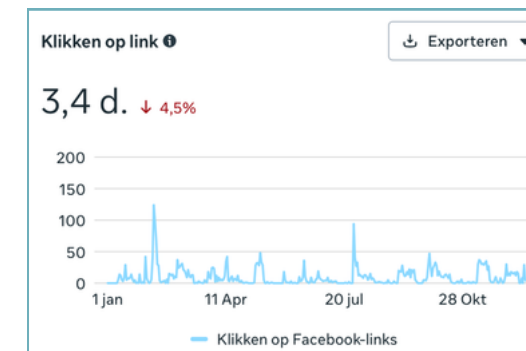 Klikken op link
Exporteren
3,4 d. ↓ 4,5%
200
150
100
50
0
1 jan 11 Apr 20 jul 28 Okt
Klikken op Facebook-links